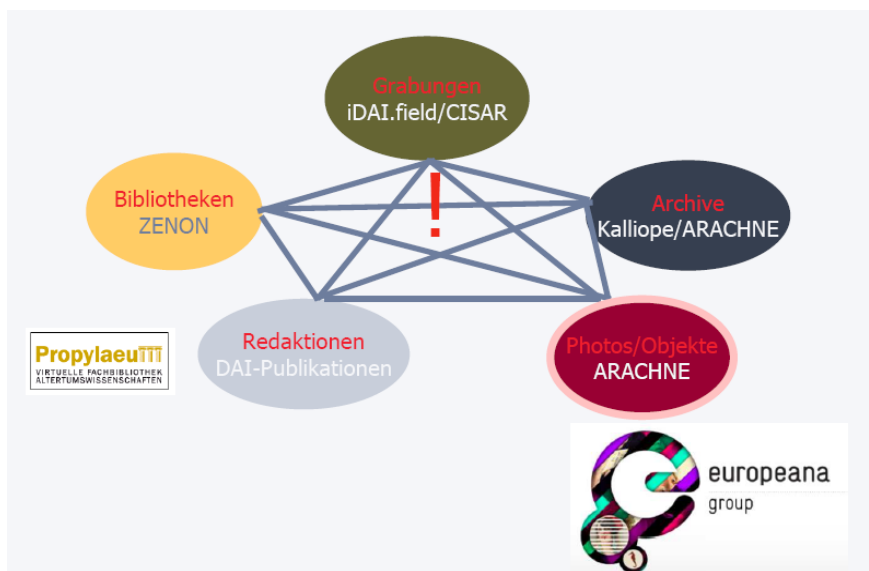 Grabungen
iDAI.field/CISAR
!
Bibliotheken
ZENON
Archive
Kalliope/ARACHNE
Redaktionen
DAI-Publikationen
Photos/Objekte
ARACHNE
Propylaeum
VIRTUELLE FACHBIBLIOTHEK
ALTERTUMSWISSENSCHAFTEN
europeana
group